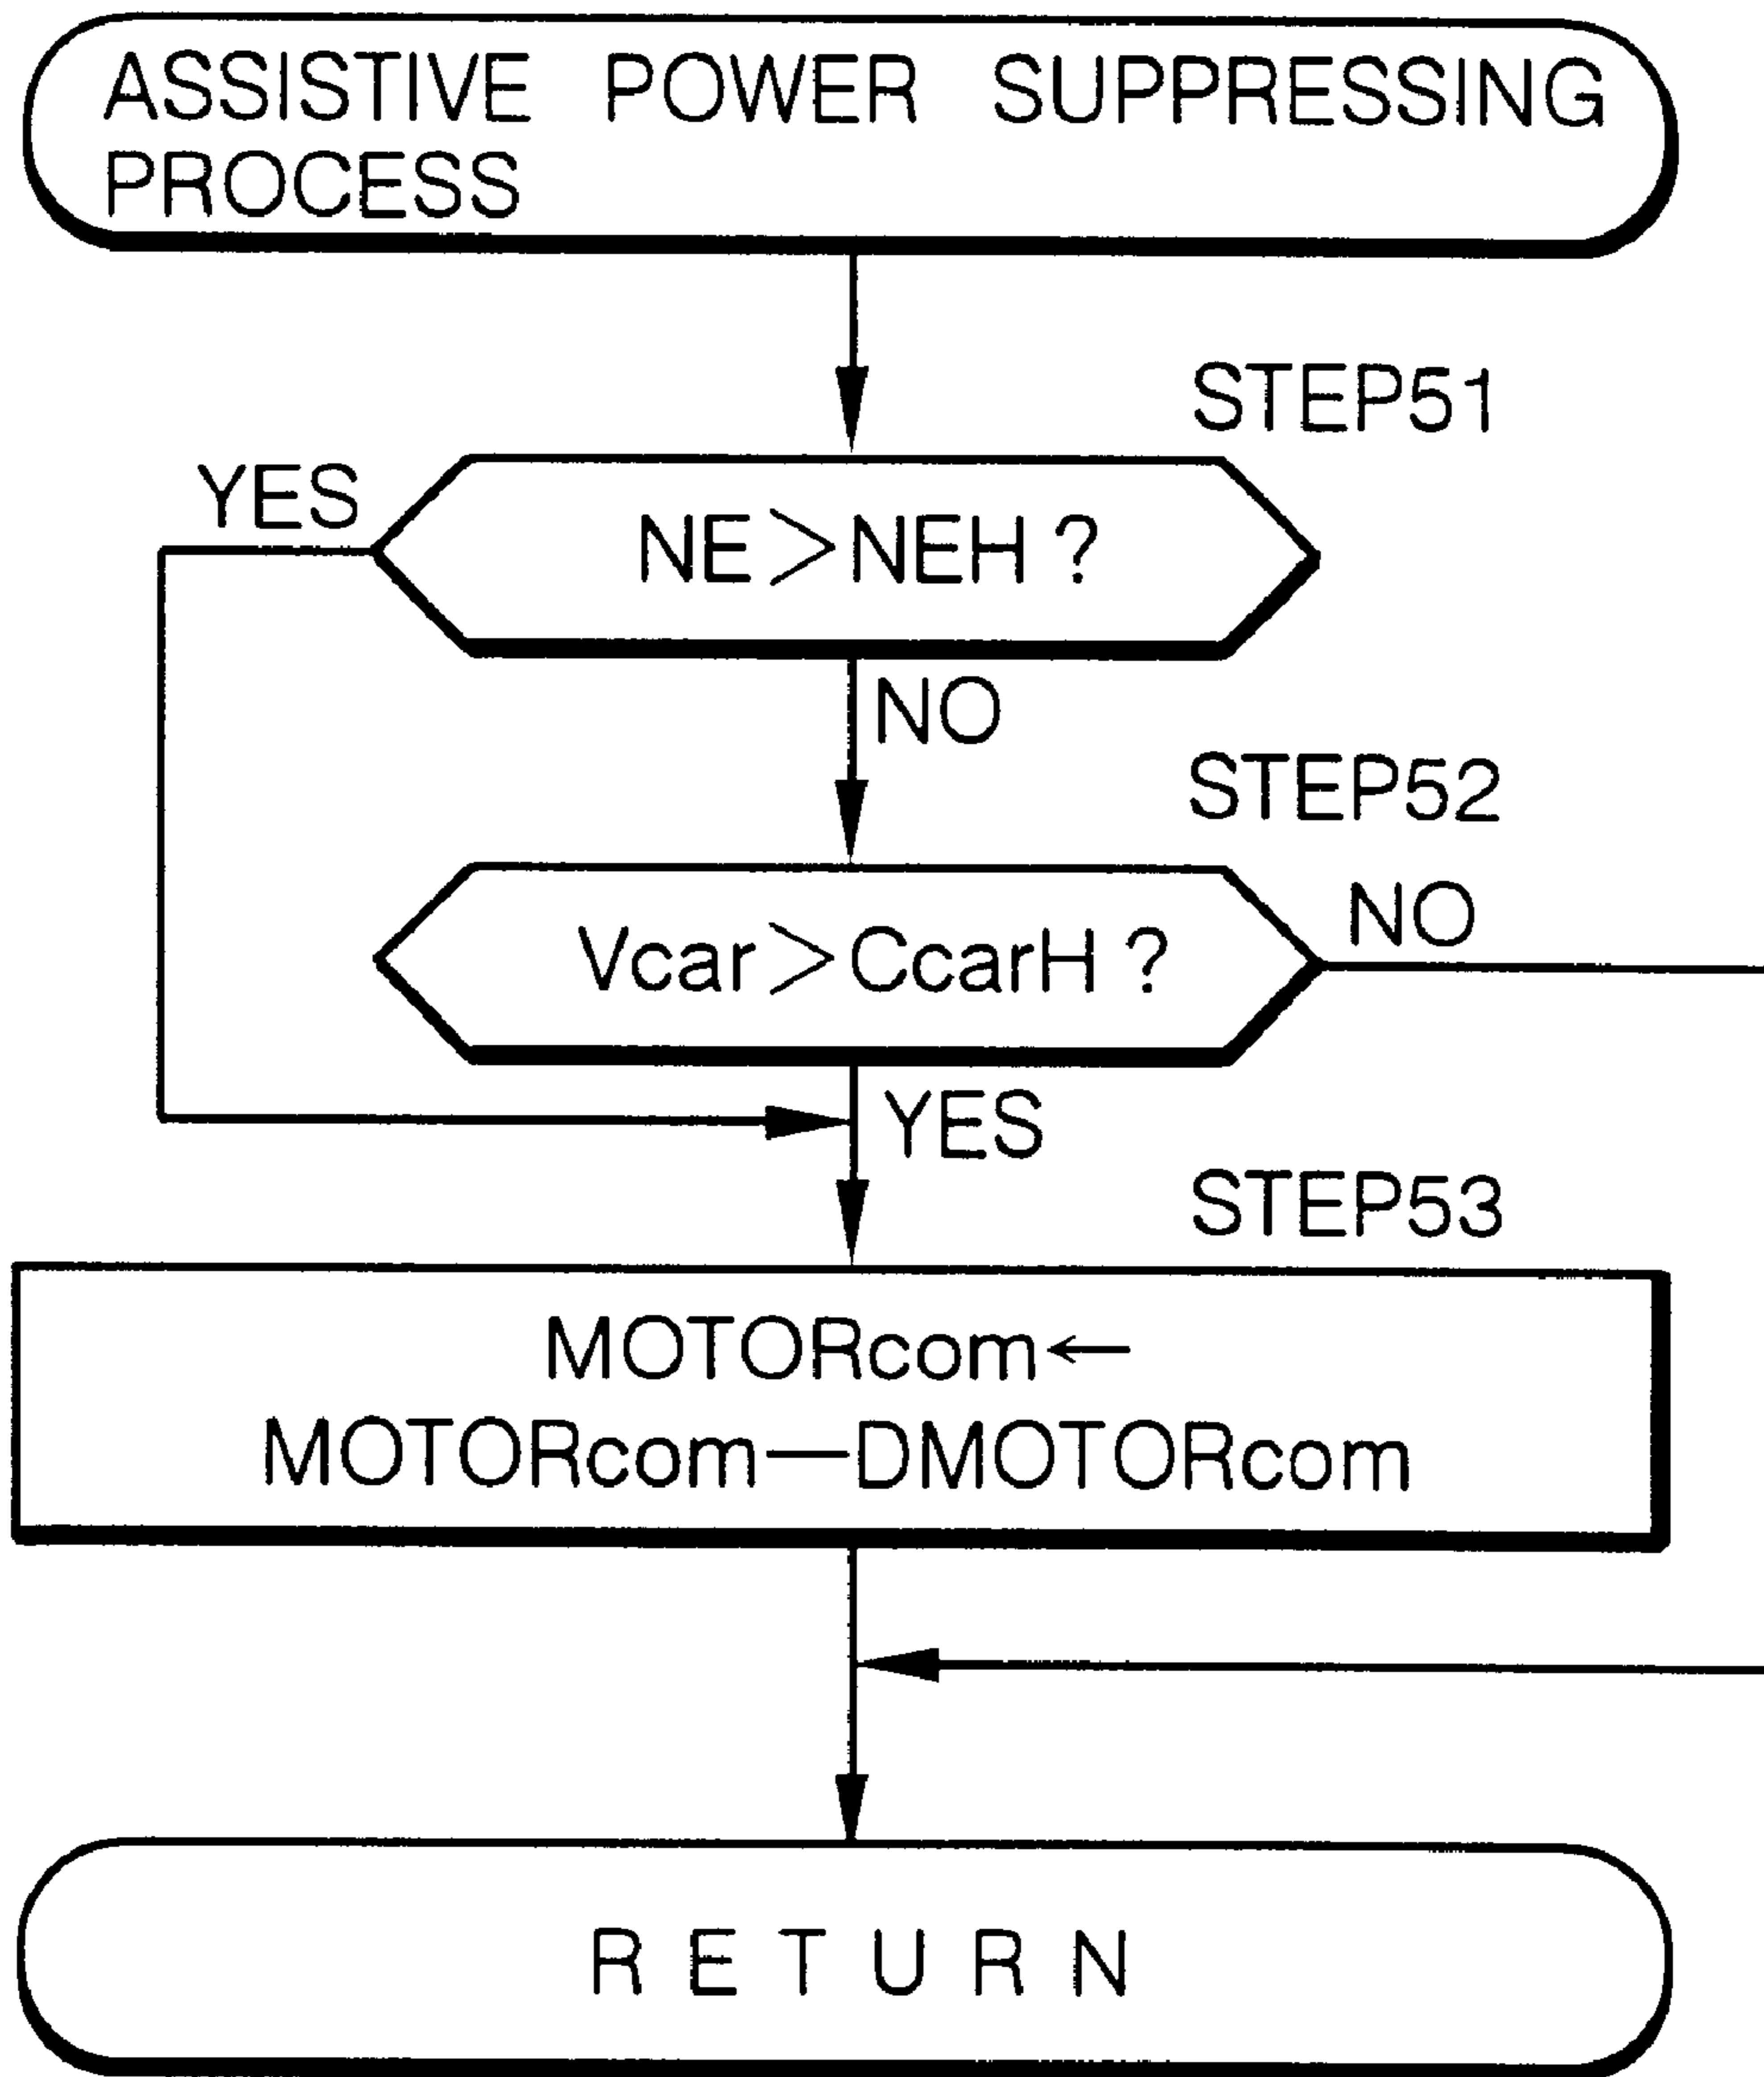 ASSISTIVE POWER SUPPRESSING
PROCESS
STEP51
YES
NE>NEH ?
NO
STEP52
NO
Vcar>CcarH ?
YES
STEP53
MOTORcom←
MOTORcom—DMOTORcom
RETURN